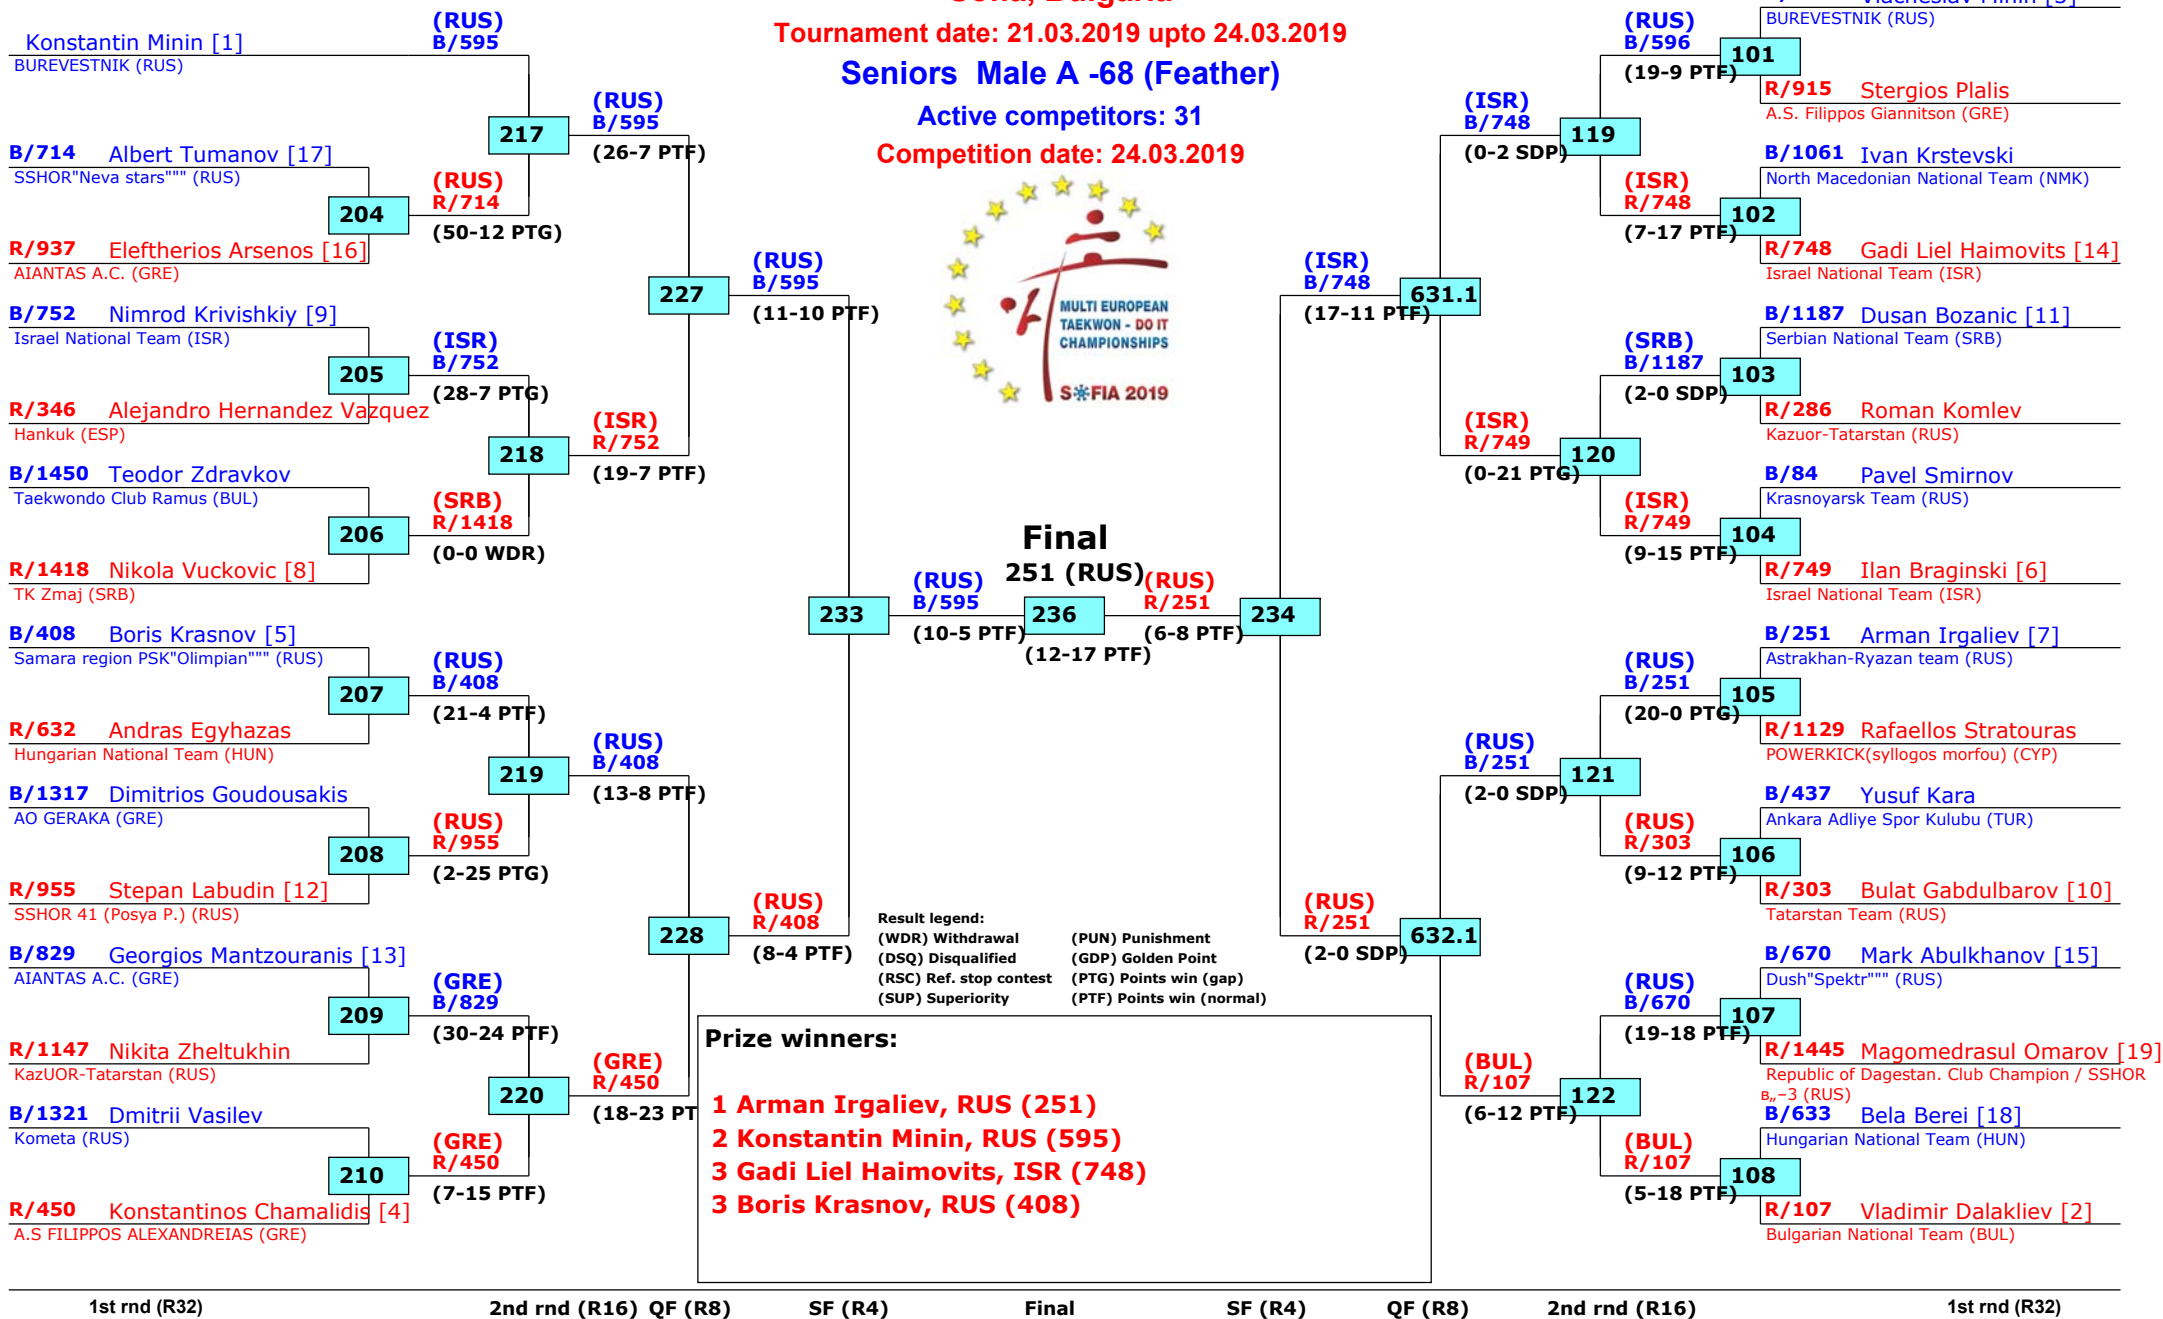 Tournament date: 21.03.2019 upto 24.03.2019
Seniors Male A -68 (Feather)
Active competitors: 31
Competition date: 24.03.2019
MULTI EUROPEAN
TAEKWON - DO IT
CHAMPIONSHIPS
S FIA 2019
Konstantin Minin [1]
BUREVESTNIK (RUS)
B/714 Albert Tumanov [17]
SSHOR"Neva stars""" (RUS)
204
R/937 Eleftherios Arsenos [16]
AIANTAS A.C. (GRE)
B/752 Nimrod Krivishkiy [9]
Israel National Team (ISR)
205
R/346 Alejandro Hernandez Vazquez
Hankuk (ESP)
B/1450 Teodor Zdravkov
Taekwondo Club Ramus (BUL)
206
R/1418 Nikola Vuckovic [8]
TK Zmaj (SRB)
B/408 Boris Krasnov [5]
Samara region PSK"Olimpian""" (RUS)
207
R/632 Andras Egyhazas
Hungarian National Team (HUN)
B/1317 Dimitrios Goudousakis
AO GERAKA (GRE)
208
R/955 Stepan Labudin [12]
SSHOR 41 (Posya P.) (RUS)
B/829 Georgios Mantzouranis [13]
AIANTAS A.C. (GRE)
209
R/1147 Nikita Zheltukhin
KazUOR-Tatarstan (RUS)
B/1321 Dmitrii Vasilev
Kometa (RUS)
210
R/450 Konstantinos Chamalidis [4]
A.S FILIPPOS ALEXANDREIAS (GRE)
(RUS)
B/595
217
(RUS)
R/714
(50-12 PTG)
(ISR)
B/752
(28-7 PTG)
218
(SRB)
R/1418
(0-0 WDR)
(RUS)
B/408
(21-4 PTF)
219
(RUS)
R/955
(2-25 PTG)
(GRE)
B/829
(30-24 PTF)
220
(GRE)
R/450
(7-15 PTF)
(RUS)
B/595
(26-7 PTF)
227
(ISR)
R/752
(19-7 PTF)
(RUS)
B/408
(13-8 PTF)
228
(GRE)
R/450
(18-23 PT
(RUS)
B/595
(11-10 PTF)
233
(RUS)
R/408
(8-4 PTF)
Final
251 (RUS)
(RUS)
B/595
(10-5 PTF)
236
(12-17 PTF)
(RUS)
R/251
(6-8 PTF)
234
(ISR)
B/748
(17-11 PTF)
631.1
(RUS)
R/251
(2-0 SDP)
632.1
(ISR)
B/748
(0-2 SDP)
119
(ISR)
R/749
(0-21 PTG)
120
(RUS)
B/251
(2-0 SDP)
121
(BUL)
R/107
(6-12 PTF)
122
(RUS)
B/596
(19-9 PTF)
101
(ISR)
R/748
(7-17 PTF)
102
(SRB)
B/1187
(2-0 SDP)
103
(ISR)
R/749
(9-15 PTF)
104
(RUS)
B/251
(20-0 PTG)
105
(RUS)
R/303
(9-12 PTF)
106
(RUS)
B/670
(19-18 PTF)
107
(BUL)
R/107
(5-18 PTF)
108
BUREVESTNIK (RUS)
R/915 Stergios Plalis
A.S. Filippos Giannitson (GRE)
B/1061 Ivan Krstevski
North Macedonian National Team (NMK)
R/748 Gadi Liel Haimovits [14]
Israel National Team (ISR)
B/1187 Dusan Bozanic [11]
Serbian National Team (SRB)
R/286 Roman Komlev
Kazuor-Tatarstan (RUS)
B/84 Pavel Smirnov
Krasnoyarsk Team (RUS)
R/749 Ilan Braginski [6]
Israel National Team (ISR)
B/251 Arman Irgaliev [7]
Astrakhan-Ryazan team (RUS)
R/1129 Rafaellos Stratouras
POWERKICK(syllogos morfou) (CYP)
B/437 Yusuf Kara
Ankara Adliye Spor Kulubu (TUR)
R/303 Bulat Gabdulbarov [10]
Tatarstan Team (RUS)
B/670 Mark Abulkhanov [15]
Dush"Spektr""" (RUS)
R/1445 Magomedrasul Omarov [19]
Republic of Dagestan. Club Champion / SSHOR
в„–3 (RUS)
B/633 Bela Berei [18]
Hungarian National Team (HUN)
R/107 Vladimir Dalakliev [2]
Bulgarian National Team (BUL)
Result legend:
(WDR) Withdrawal (PUN) Punishment
(DSQ) Disqualified (GDP) Golden Point
(RSC) Ref. stop contest (PTG) Points win (gap)
(SUP) Superiority (PTF) Points win (normal)
Prize winners:
1 Arman Irgaliev, RUS (251)
2 Konstantin Minin, RUS (595)
3 Gadi Liel Haimovits, ISR (748)
3 Boris Krasnov, RUS (408)
1st rnd (R32) 2nd rnd (R16) QF (R8) SF (R4) Final SF (R4) QF (R8) 2nd rnd (R16) 1st rnd (R32)